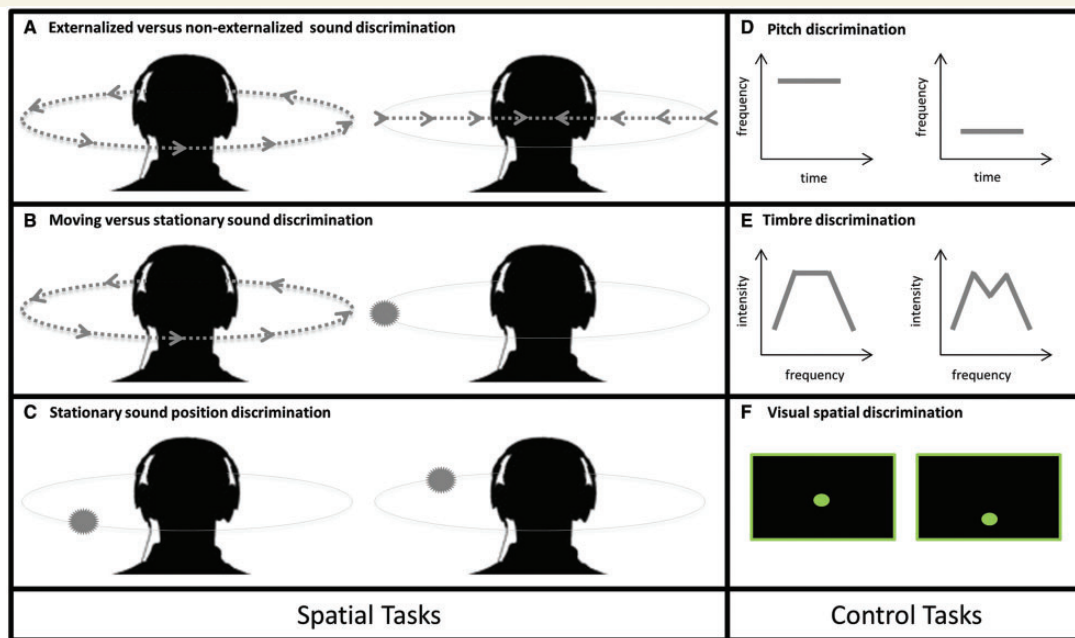 A Externalized versus non-externalized sound discrimination
B Moving versus stationary sound discrimination
C Stationary sound position discrimination
Spatial Tasks
D Pitch discrimination
frequency
time
frequency
time
E Timbre discrimination
intensity
frequency
intensity
frequency
F Visual spatial discrimination
Control Tasks